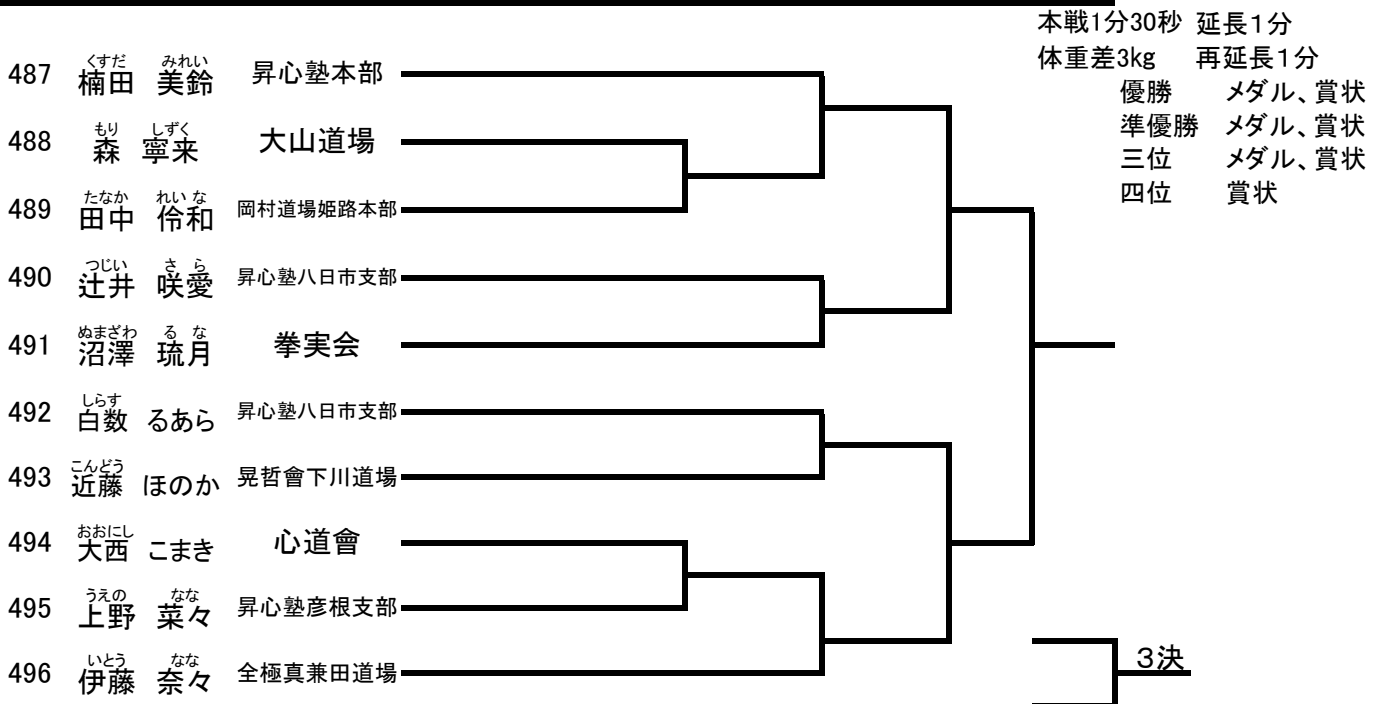 本戦1分30秒 延長1分
体重差3kg 再延長1分
優勝 メダル、賞状
準優勝 メダル、賞状
三位 メダル、賞状
四位 賞状
くすだ みれい
487 楠田 美鈴 昇心塾本部
もり しずく
488 森 寧来 大山道場
たなか れいな
489 田中 伶和 岡村道場姫路本部
つじい さら
490 辻井 咲愛 昇心塾八日市支部
ぬまざわ るな
491 沼澤 琉月 拳実会
しらす
492 白数 るあら 昇心塾八日市支部
こんどう
493 近藤 ほのか 晃哲會下川道場
おおにし
494 大西 こまき 心道會
うえの なな
495 上野 菜々 昇心塾彦根支部
いとう なな
496 伊藤 奈々 全極真兼田道場
3決